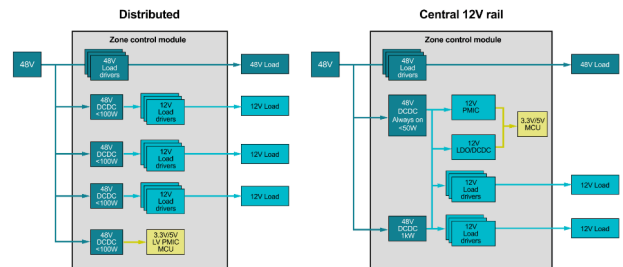 Distributed
Zone control module
48V
48V
Load
drivers
48V Load
48V
DCDC
<100W
12V
Load
drivers
12V Load
48V
DCDC
<100W
12V
Load
drivers
12V Load
48V
DCDC
<100W
12V
Load
drivers
12V Load
48V
DCDC
<100W
3.3V/5V
LV PMIC
MCU
Central 12V rail
Zone control module
48V
48V
Load
drivers
48V Load
48V
DCDC
Always on
<50W
12V
PMIC
3.3V/5V
MCU
12V
LDO/DCDC
12V
Load
drivers
12V Load
48V
DCDC
1kW
12V
Load
drivers
12V Load